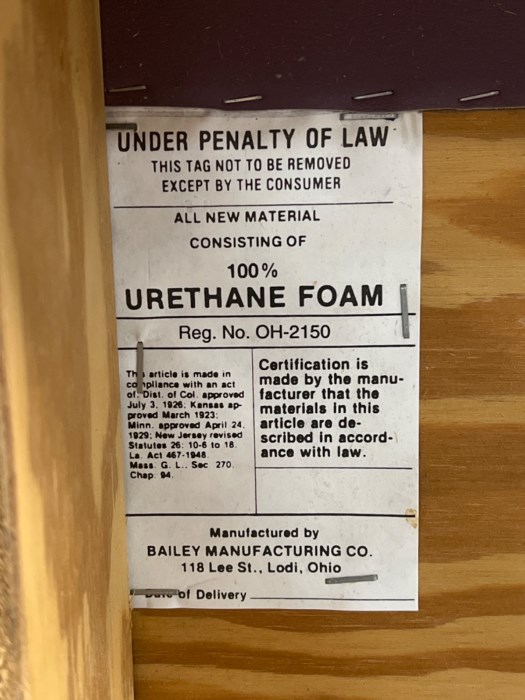 UNDER PENALTY OF LAW
THIS TAG NOT TO BE REMOVED
EXCEPT BY THE CONSUMER
ALL NEW MATERIAL
CONSISTING OF
100%
URETHANE FOAM
Reg. No. OH-2150
This article is made in
compliance with an act
of. Dist. of Col. approved
July 3, 1926; Kansas ap-
proved March 1923;
Minn. approved April 24,
1929; New Jersey revised
Statutes 26: 10-6 to 18.
La. Act 467-1948.
Mass. G. L., Sec 270.
Chap. 94.
Certification is
made by the manu-
facturer that the
materials in this
article are de-
scribed in accord-
ance with law.
Manufactured by
BAILEY MANUFACTURING CO.
118 Lee St., Lodi, Ohio
Date of Delivery